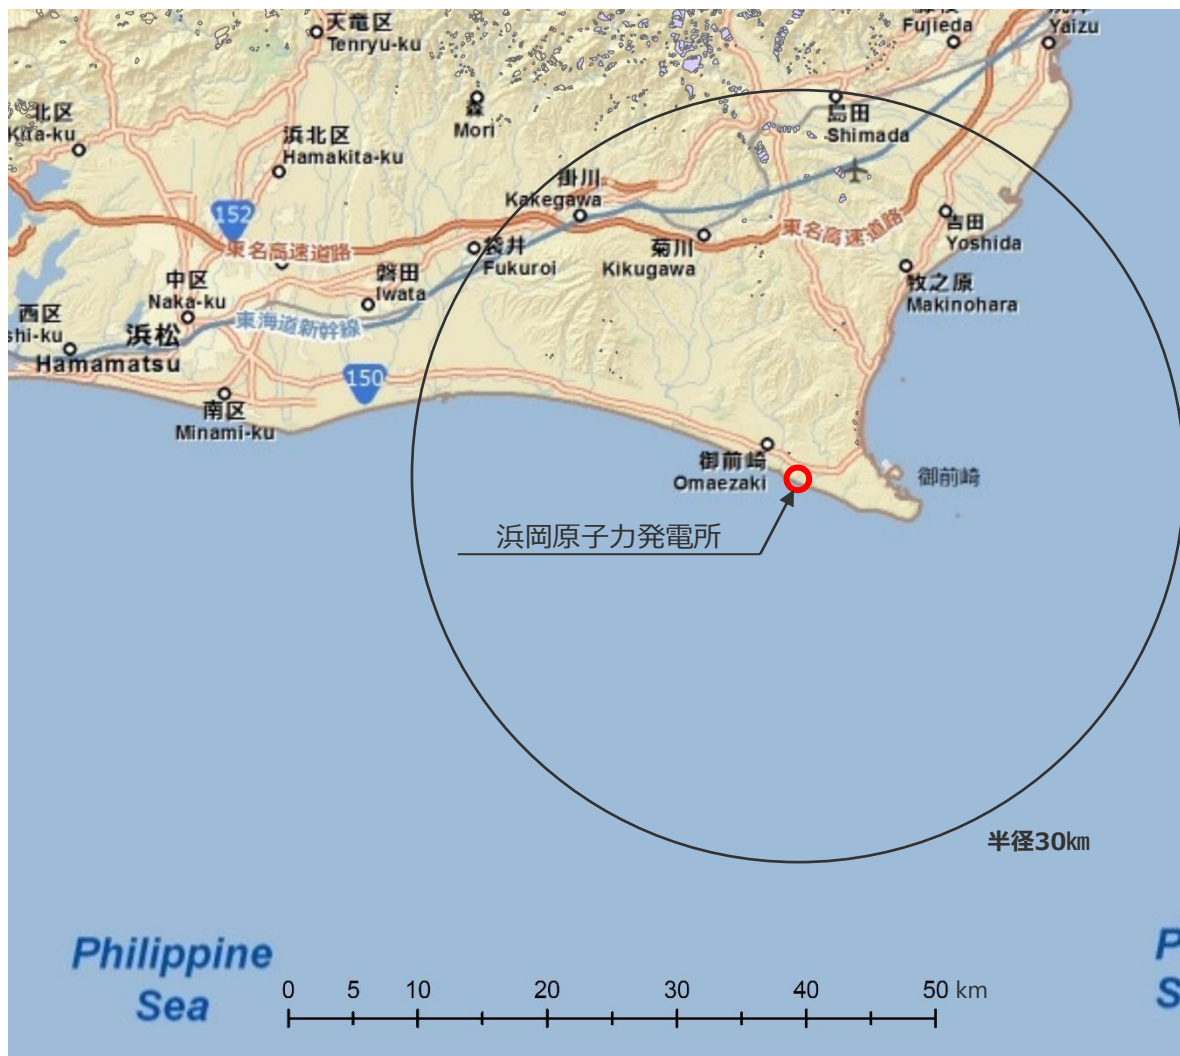 天竜区
Tenryu-ku
Fujieda
Yaizu
北区
Kita-ku
浜北区
Hamakita-ku
森
Mori
島田
Shimada
掛川
Kakegawa
152
東名高速道路
袋井
Fukuroi
菊川
Kikugawa
東名高速道路
吉田
Yoshida
中区
Naka-ku
磐田
Iwata
牧之原
Makinohara
西区
shi-ku
浜松
Hamamatsu
東海道新幹線
150
南区
Minami-ku
御前崎
Omaezaki
御前崎
浜岡原子力発電所
半径30㎞
Philippine
Sea
P
S
0 5 10 20 30 40 50 km